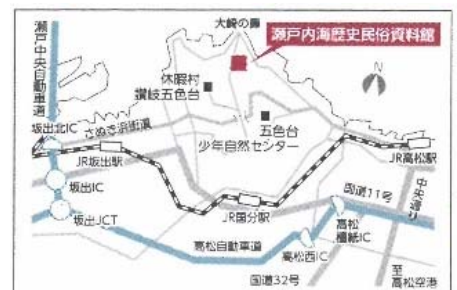 大崎の鼻
瀬戸内海歴史民俗資料館
瀬戸中央自動車道
休暇村
讃岐五色台
坂出北IC
さぬき浜街道
五色台
少年自然センター
JR坂出駅
JR高松駅
坂出IC
国道11号
中央通り
JR国分駅
坂出JCT
高松
檀紙IC
高松自動車道
高松西IC
国道32号
至
高松空港